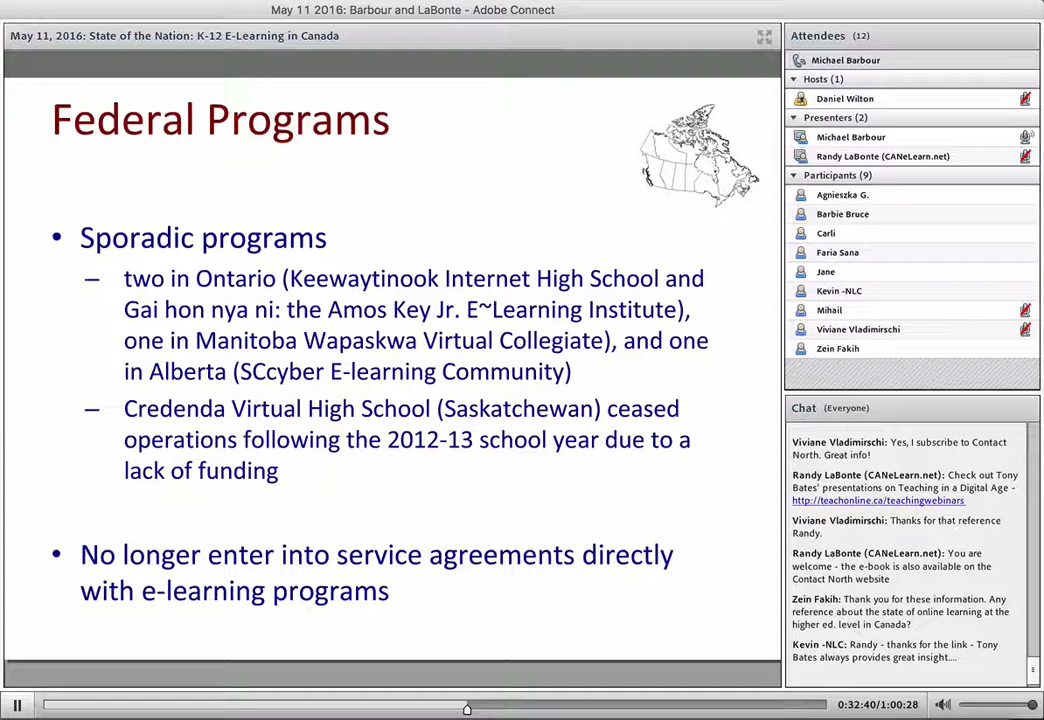 May 11 2016: Barbour and LaBonte - Adobe Connect
May 11, 2016: State of the Nation: K-12 E-Learning in Canada
Federal Programs
• Sporadic programs
– two in Ontario (Keewaytinook Internet High School and
Gai hon nya ni: the Amos Key Jr. E~Learning Institute),
one in Manitoba Wapaskwa Virtual Collegiate), and one
in Alberta (SCcyber E-learning Community)
– Credenda Virtual High School (Saskatchewan) ceased
operations following the 2012-13 school year due to a
lack of funding
• No longer enter into service agreements directly
with e-learning programs
Attendees (12)
Michael Barbour
Hosts (1)
Daniel Wilton
Presenters (2)
Michael Barbour
Randy LaBonte (CANeLearn.net)
Participants (9)
Agnieszka G.
Barbie Bruce
Carli
Faria Sana
Jane
Kevin -NLC
Mihail
Viviane Vladimirschi
Zein Fakih
Chat (Everyone)
Viviane Vladimirschi: Yes, I subscribe to Contact
North. Great info!
Randy LaBonte (CANeLearn.net): Check out Tony
Bates' presentations on Teaching in a Digital Age -
http://teachonline.ca/teachingwebinars
Viviane Vladimirschi: Thanks for that reference
Randy.
Randy LaBonte (CANeLearn.net): You are
welcome - the e-book is also available on the
Contact North website
Zein Fakih: Thank you for these information. Any
reference about the state of online learning at the
higher ed. level in Canada?
Kevin -NLC: Randy - thanks for the link - Tony
Bates always provides great insight....
0:32:40/1:00:28